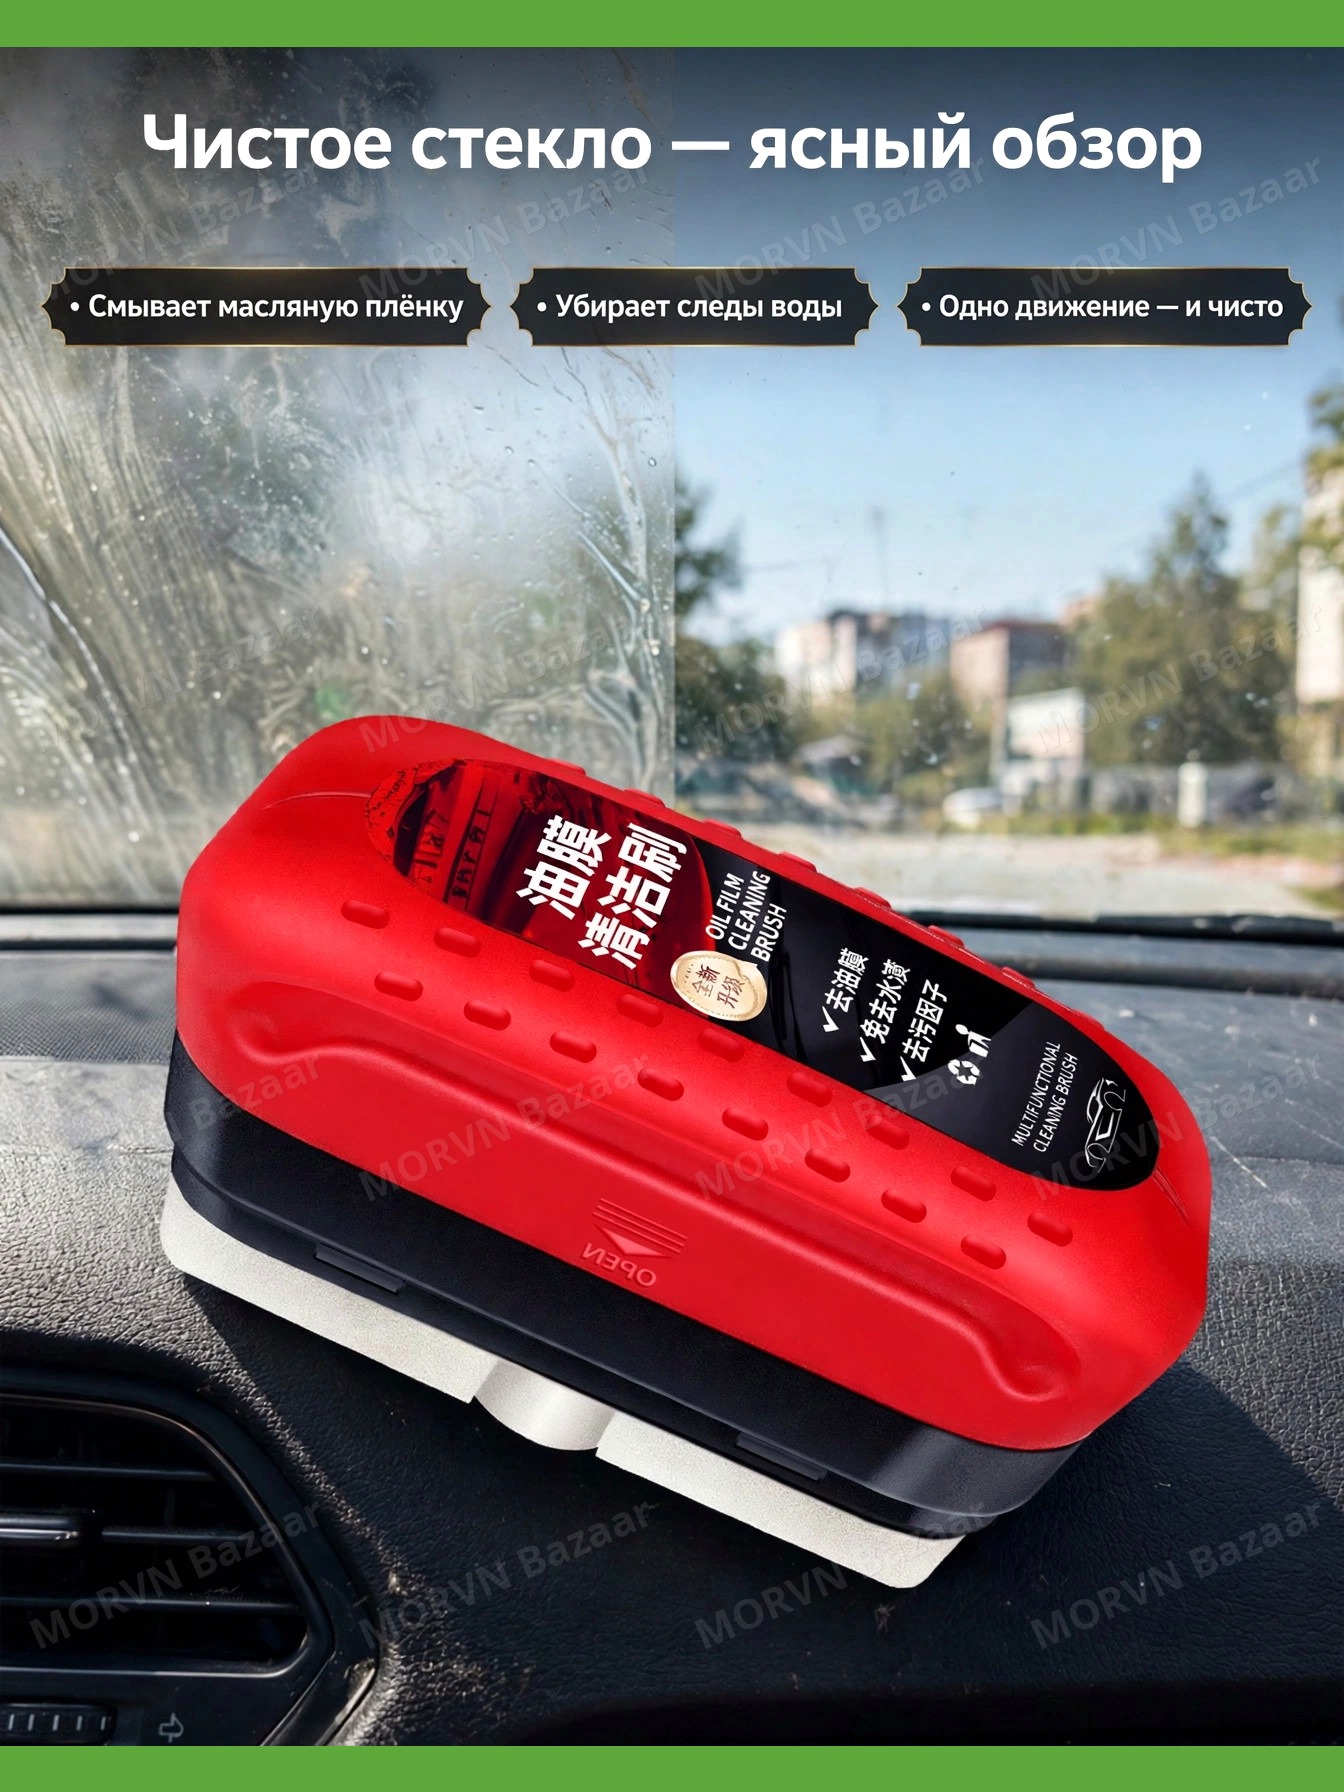 Чистое стекло — ясный обзор
• Смывает масляную плёнку
• Убирает следы воды
• Одно движение — и чисто
油膜
清洁刷
OIL FILM
CLEANING
BRUSH
全新
升级
✓去油膜
✓免去水渍
✓去污因子
MULTIFUNCTIONAL
CLEANING BRUSH
OPEN
MORVN Bazaar